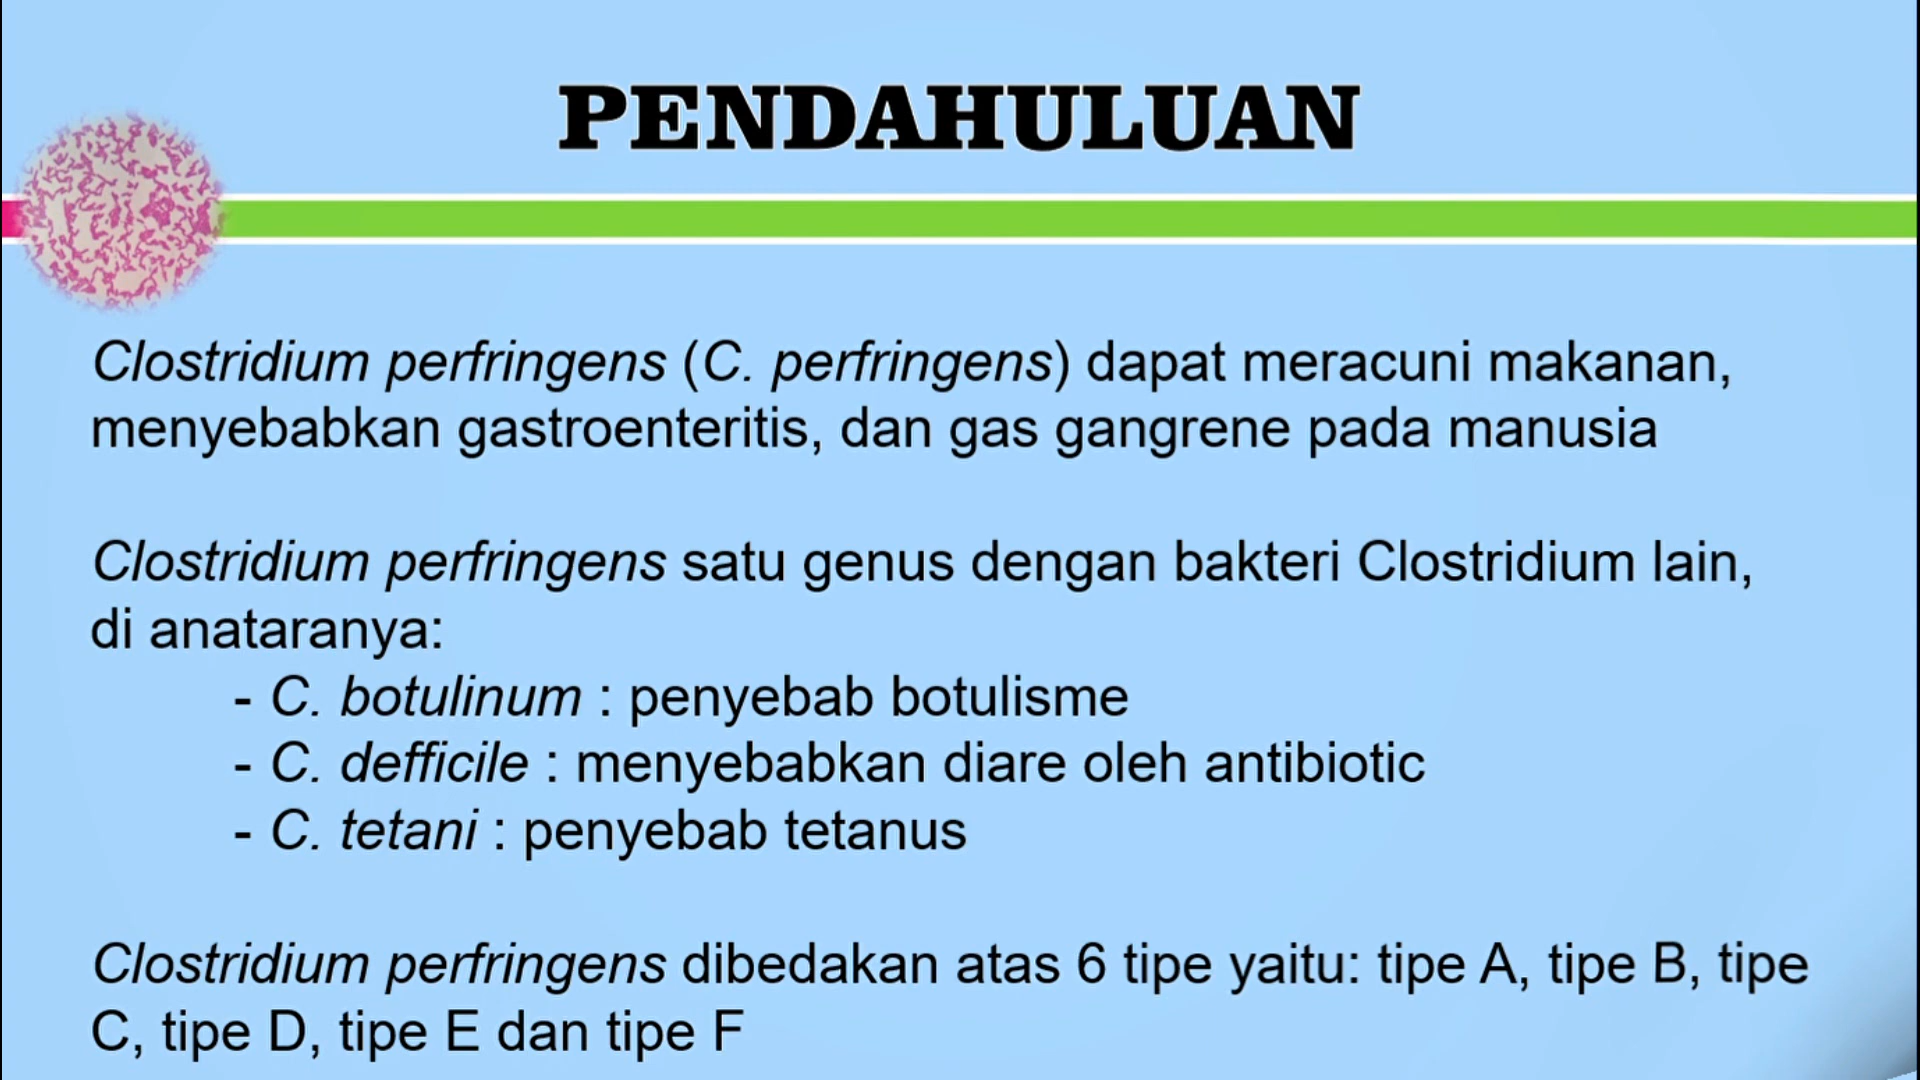 PENDAHULUAN
Clostridium perfringens (C. perfringens) dapat meracuni makanan,
menyebabkan gastroenteritis, dan gas gangrene pada manusia
Clostridium perfringens satu genus dengan bakteri Clostridium lain,
di anataranya:
- C. botulinum : penyebab botulisme
- C. defficile : menyebabkan diare oleh antibiotic
- C. tetani : penyebab tetanus
Clostridium perfringens dibedakan atas 6 tipe yaitu: tipe A, tipe B, tipe
C, tipe D, tipe E dan tipe F